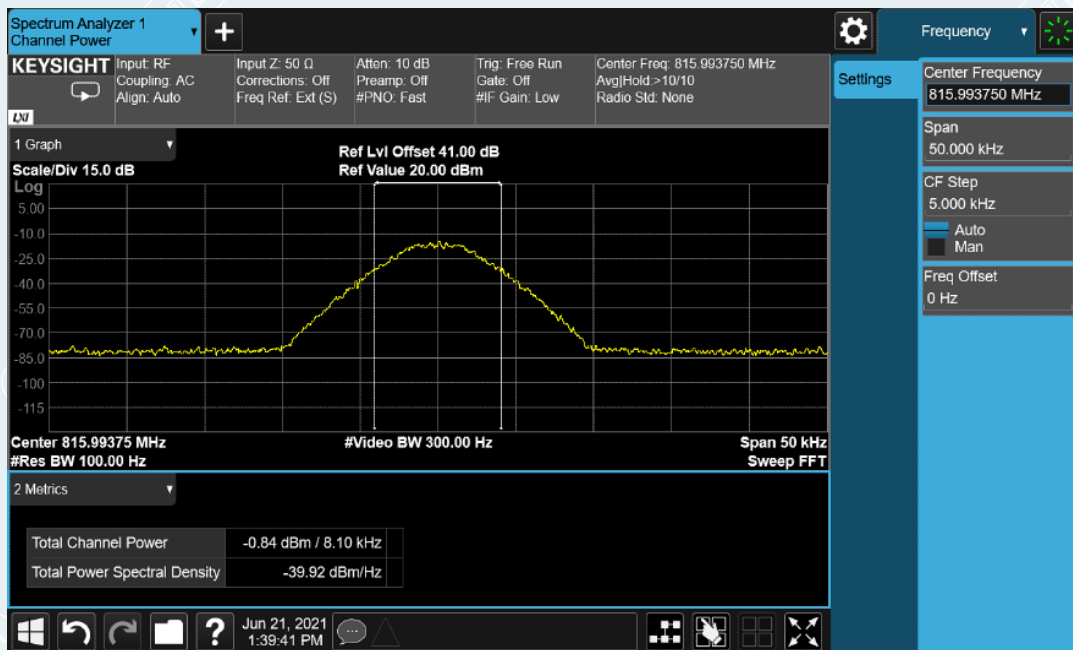 Spectrum Analyzer 1
Channel Power
Frequency
KEYSIGHT
LXI
Input: RF
Coupling: AC
Align: Auto
Input Z: 50 Ω
Corrections: Off
Freq Ref: Ext (S)
Atten: 10 dB
Preamp: Off
#PNO: Fast
Trig: Free Run
Gate: Off
#IF Gain: Low
Center Freq: 815.993750 MHz
Avg|Hold:>10/10
Radio Std: None
Settings
Center Frequency
815.993750 MHz
Span
50.000 kHz
CF Step
5.000 kHz
Auto
Man
Freq Offset
0 Hz
1 Graph
Scale/Div 15.0 dB
Ref Lvl Offset 41.00 dB
Ref Value 20.00 dBm
Log
5.00
-10.0
-25.0
-40.0
-55.0
-70.0
-85.0
-100
-115
Center 815.99375 MHz
#Video BW 300.00 Hz
Span 50 kHz
#Res BW 100.00 Hz
Sweep FFT
2 Metrics
Total Channel Power -0.84 dBm / 8.10 kHz
Total Power Spectral Density -39.92 dBm/Hz
?
Jun 21, 2021
1:39:41 PM